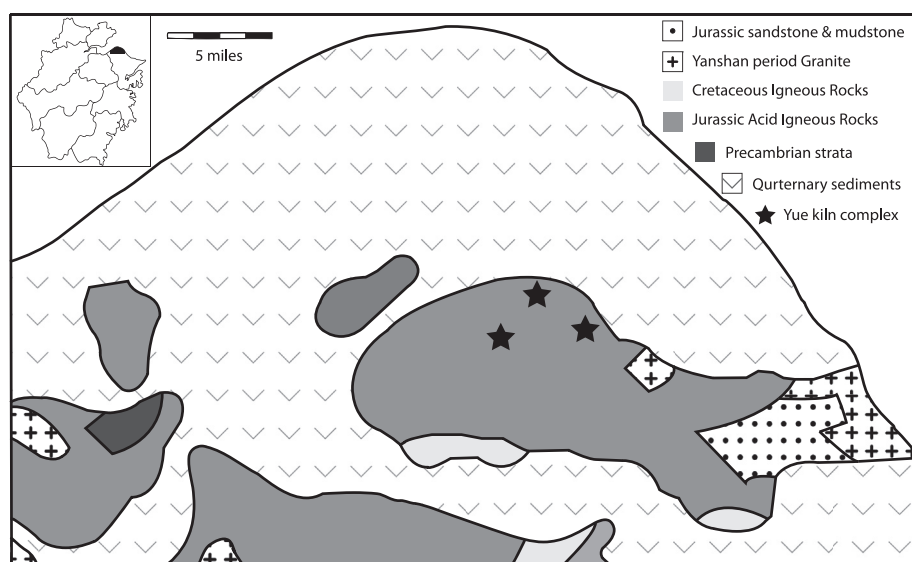 5 miles
Jurassic sandstone & mudstone
Yanshan period Granite
Cretaceous Igneous Rocks
Jurassic Acid Igneous Rocks
Precambrian strata
Qurternary sediments
Yue kiln complex